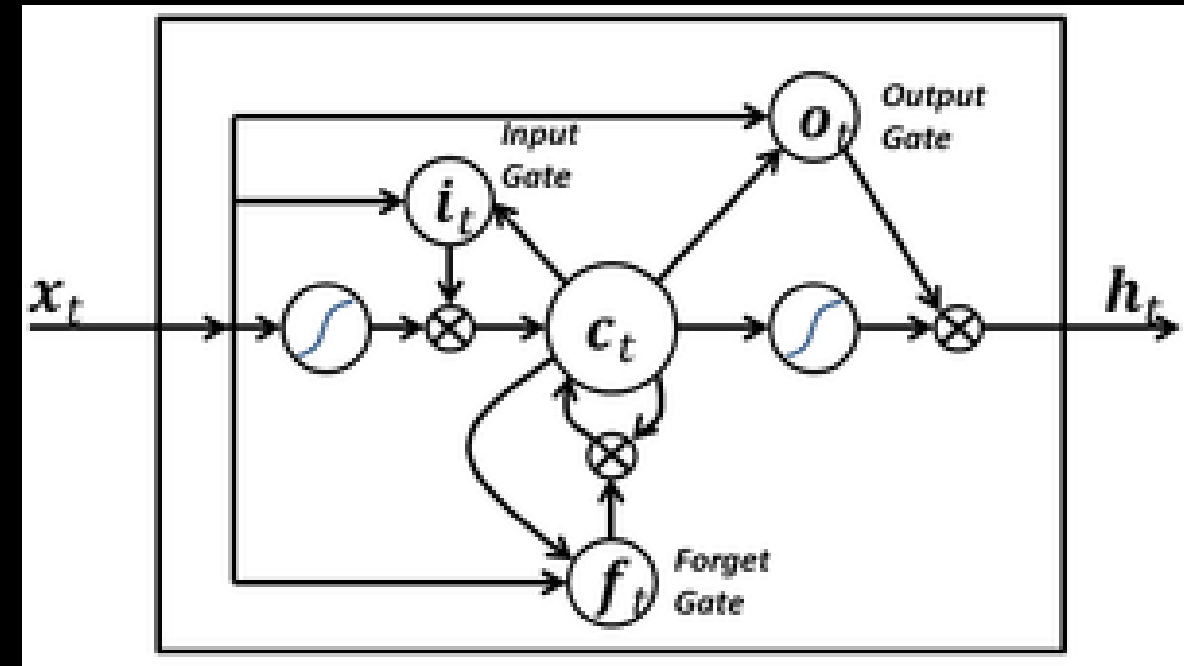 Output
Gate
o_t
Input
Gate
i_t
x_t
c_t
h_t
f_t
Forget
Gate